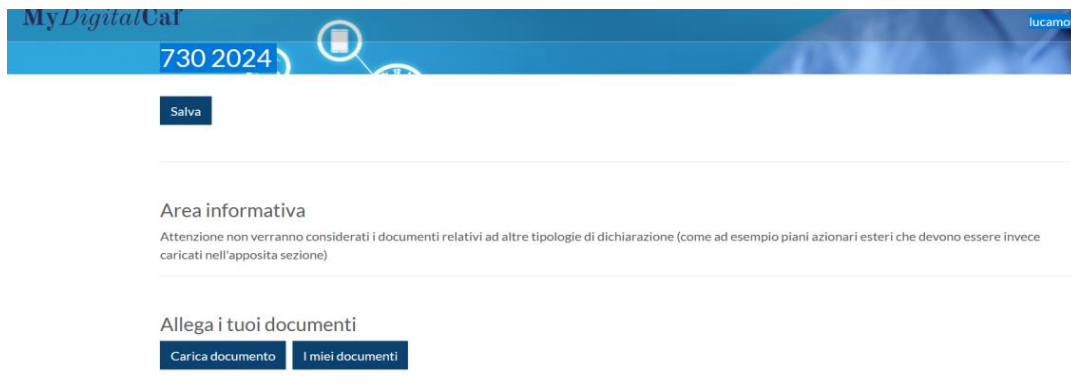 MyDigitalCaf
lucamo
730 2024
Salva
Area informativa
Attenzione non verranno considerati i documenti relativi ad altre tipologie di dichiarazione (come ad esempio piani azionari esteri che devono essere invece
caricati nell'apposita sezione)
Allega i tuoi documenti
Carica documento I miei documenti